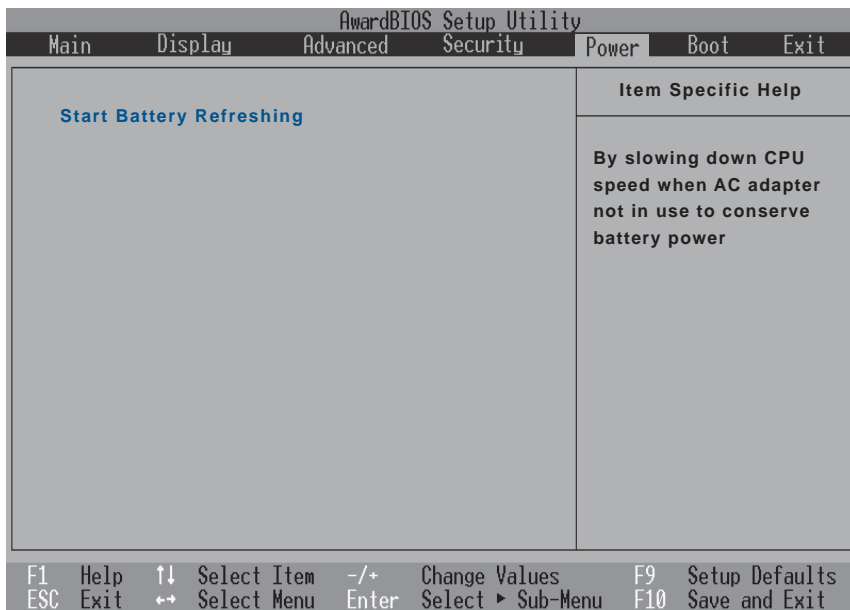 AwardBIOS Setup Utility
Main Display Advanced Security Power Boot Exit
Start Battery Refreshing
Item Specific Help
By slowing down CPU
speed when AC adapter
not in use to conserve
battery power
F1 Help ↑↓ Select Item -/+ Change Values F9 Setup Defaults
ESC Exit ←→ Select Menu Enter Select ▸ Sub-Menu F10 Save and Exit